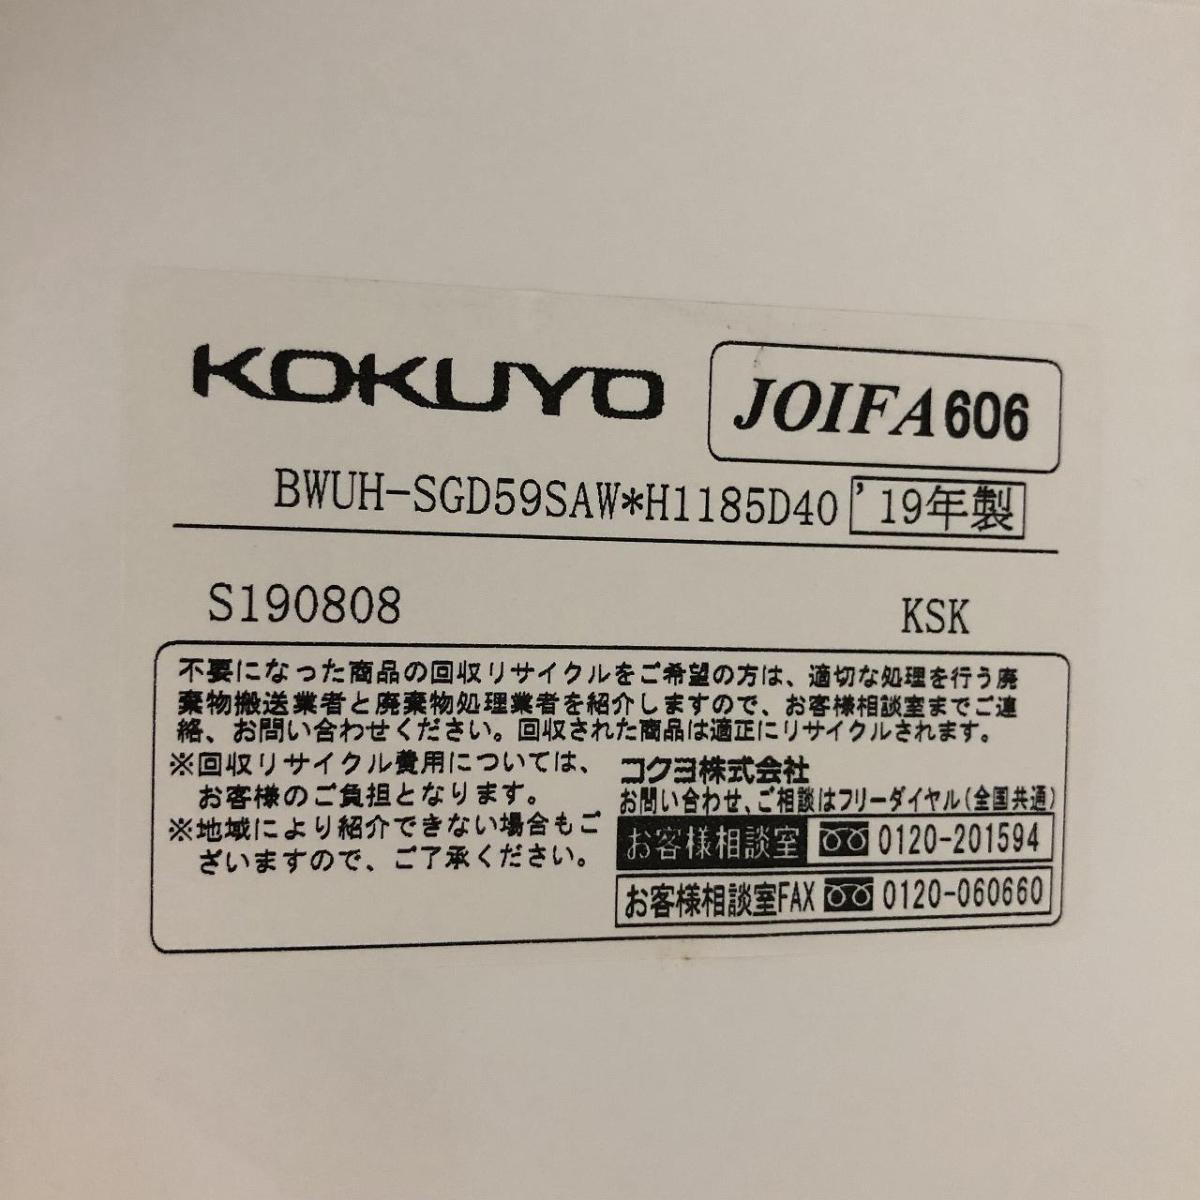 KOKUYO
JOIFA606
BWUH-SGD59SAW*H1185D40
'19年製
S190808
KSK
不要になった商品の回収リサイクルをご希望の方は、適切な処理を行う廃
棄物搬送業者と廃棄物処理業者を紹介しますので、お客様相談室までご連
絡、お問い合わせください。回収された商品は適正にリサイクルされます。
※回収リサイクル費用については、
お客様のご負担となります。
※地域により紹介できない場合もご
ざいますので、ご了承ください。
コクヨ株式会社
お問い合わせ、ご相談はフリーダイヤル(全国共通)
お客様相談室 0120-201594
お客様相談室FAX 0120-060660